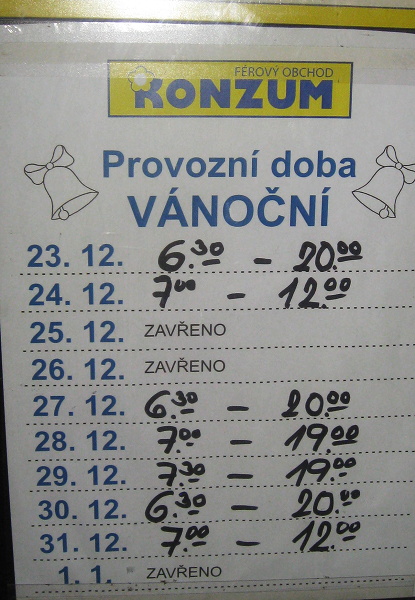 FÉROVÝ OBCHOD
KONZUM
Provozní doba
VÁNOČNÍ
23. 12. 6.30 – 20.00
24. 12. 7.00 – 12.00
25. 12. ZAVŘENO
26. 12. ZAVŘENO
27. 12. 6.30 – 20.00
28. 12. 7.00 – 19.00
29. 12. 7.30 – 19.00
30. 12. 6.30 – 20.00
31. 12. 7.00 – 12.00
1. 1. ZAVŘENO